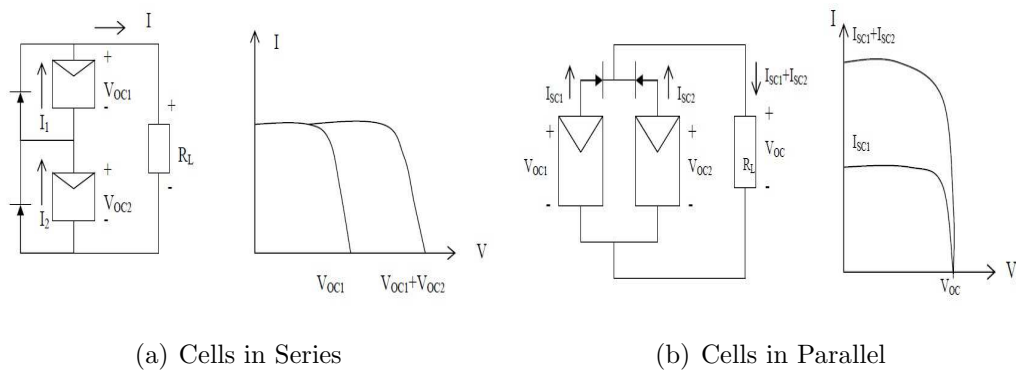 I
+
V_OC1
-
I_1
+
V_OC2
-
I_2
+
R_L
-
I
V
V_OC1
V_OC1+V_OC2
I_SC1
I_SC2
I_SC1+I_SC2
+
V_OC1
-
+
V_OC2
-
+
V_OC
R_L
-
I
I_SC1+I_SC2
I_SC1
V
V_OC
(a) Cells in Series
(b) Cells in Parallel